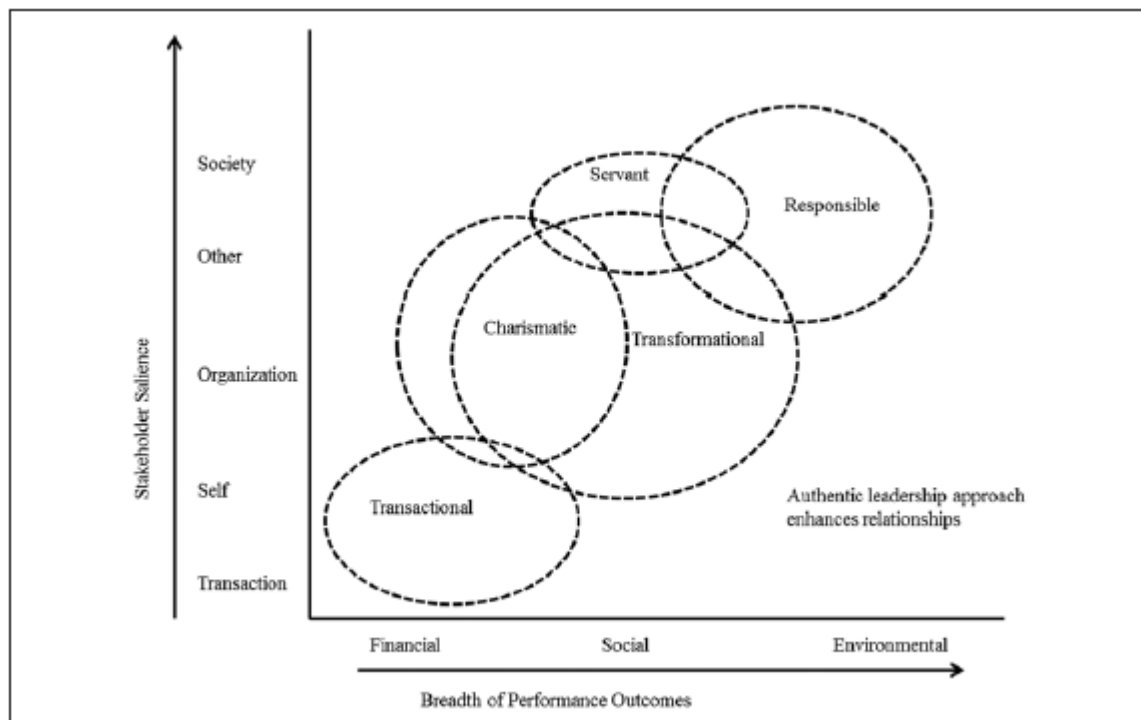 Society
Servant
Responsible
Other
Charismatic
Transformational
Organization
Stakeholder Salience
Self
Transactional
Authentic leadership approach
enhances relationships
Transaction
Financial
Social
Environmental
Breadth of Performance Outcomes